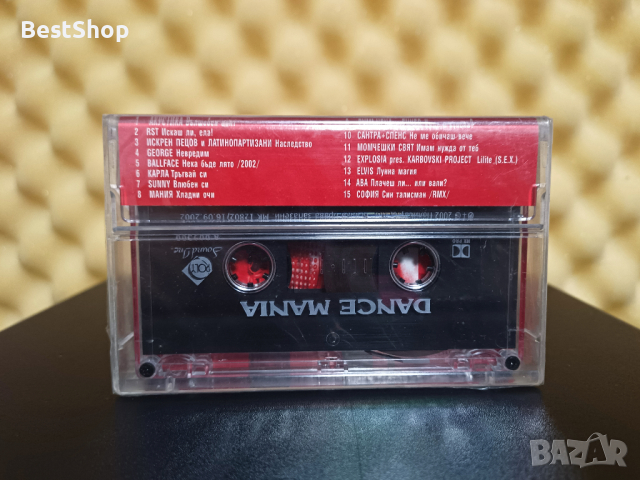 BestShop
2 RST Искаш ли, ела!
3 ИСКРЕН ПЕЦОВ и ЛАТИНОПАРТИЗАНИ Наследство
4 GEORGE Невредим
5 BALLFACE Нека бъде лято /2002/
6 КАРЛА Тръгвай си
7 SUNNY Влюбен си
8 МАНИЯ Хладни очи
10 САНТРА+СПЕНС Не ме обичаш вече
11 МОМЧЕШКИ СВЯТ Имам нужда от теб
12 EXPLOSIA pres. KARBOVSKI-PROJECT Lilite (S.E.X.)
13 ELVIS Лунна магия
14 АВА Плачеш ли... или вали?
15 СОФИЯ Син талисман /RMX/
DANCE MANIA
POLY
SoundStar
bazar